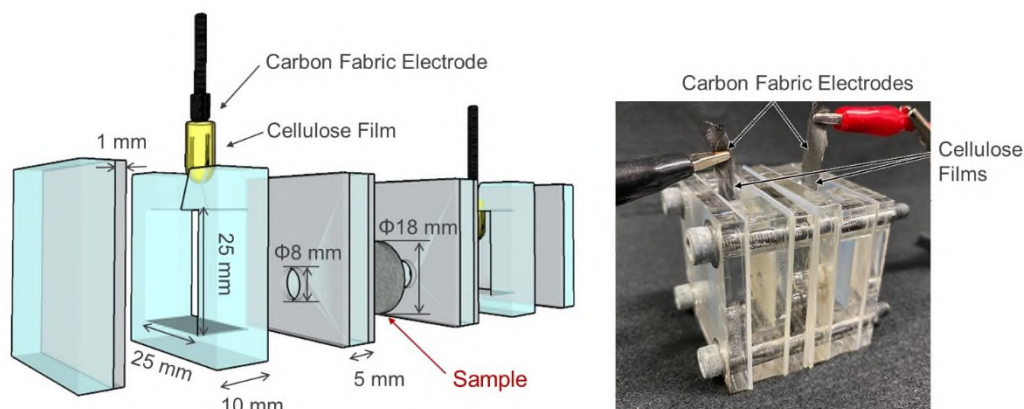 Carbon Fabric Electrode
Cellulose Film
1 mm
25 mm
Φ8 mm
Φ18 mm
25 mm
10 mm
5 mm
Sample
Carbon Fabric Electrodes
Cellulose
Films